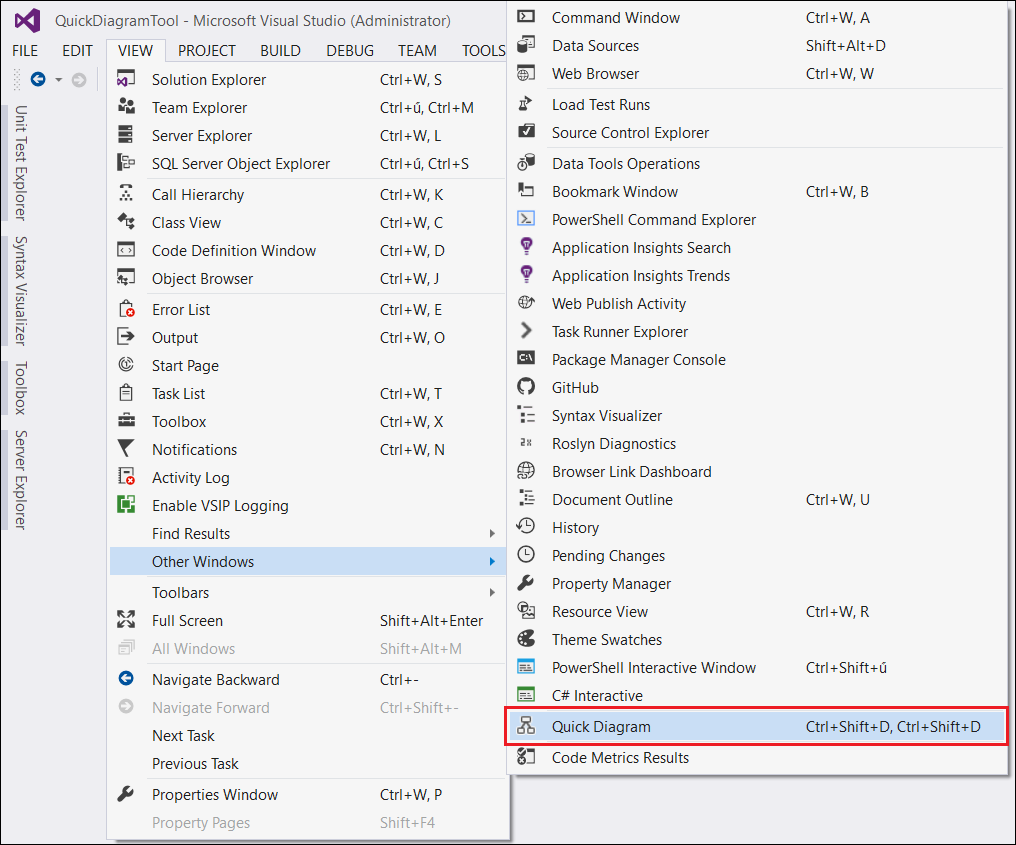 QuickDiagramTool - Microsoft Visual Studio (Administrator)
FILE EDIT VIEW PROJECT BUILD DEBUG TEAM TOOLS
Unit Test Explorer
Syntax Visualizer
Toolbox
Server Explorer
Solution Explorer Ctrl+W, S
Team Explorer Ctrl+ú, Ctrl+M
Server Explorer Ctrl+W, L
SQL Server Object Explorer Ctrl+ú, Ctrl+S
Call Hierarchy Ctrl+W, K
Class View Ctrl+W, C
Code Definition Window Ctrl+W, D
Object Browser Ctrl+W, J
Error List Ctrl+W, E
Output Ctrl+W, O
Start Page
Task List Ctrl+W, T
Toolbox Ctrl+W, X
Notifications Ctrl+W, N
Activity Log
Enable VSIP Logging
Find Results
Other Windows
Toolbars
Full Screen Shift+Alt+Enter
All Windows Shift+Alt+M
Navigate Backward Ctrl+-
Navigate Forward Ctrl+Shift+-
Next Task
Previous Task
Properties Window Ctrl+W, P
Property Pages Shift+F4
Command Window Ctrl+W, A
Data Sources Shift+Alt+D
Web Browser Ctrl+W, W
Load Test Runs
Source Control Explorer
Data Tools Operations
Bookmark Window Ctrl+W, B
PowerShell Command Explorer
Application Insights Search
Application Insights Trends
Web Publish Activity
Task Runner Explorer
Package Manager Console
GitHub
Syntax Visualizer
Roslyn Diagnostics
Browser Link Dashboard
Document Outline Ctrl+W, U
History
Pending Changes
Property Manager
Resource View Ctrl+W, R
Theme Swatches
PowerShell Interactive Window Ctrl+Shift+ú
C# Interactive
Quick Diagram Ctrl+Shift+D, Ctrl+Shift+D
Code Metrics Results